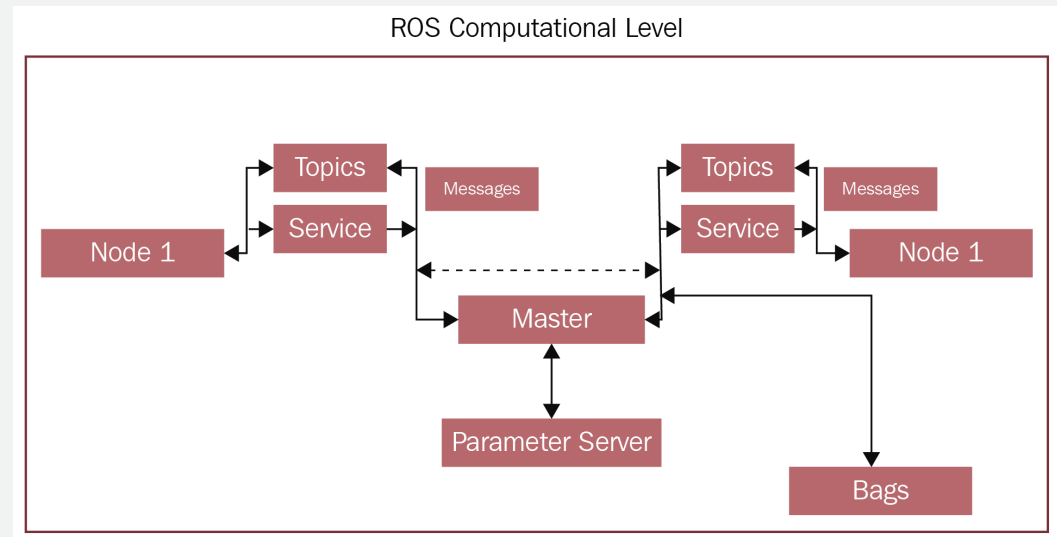 ROS Computational Level
Topics
Messages
Service
Node 1
Topics
Messages
Service
Node 1
Master
Parameter Server
Bags